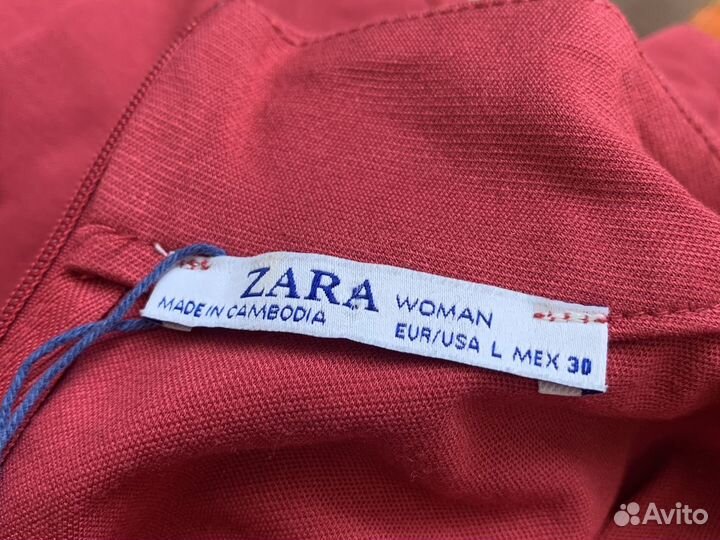 ZARA WOMAN
MADE IN CAMBODIA
EUR/USA L MEX 30
Avito